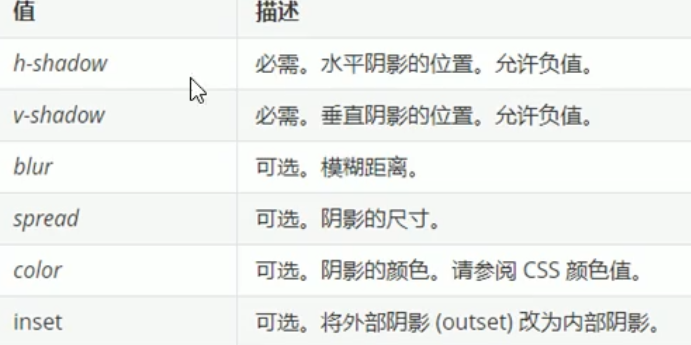 值 描述
h-shadow 必需。水平阴影的位置。允许负值。
v-shadow 必需。垂直阴影的位置。允许负值。
blur 可选。模糊距离。
spread 可选。阴影的尺寸。
color 可选。阴影的颜色。请参阅 CSS 颜色值。
inset 可选。将外部阴影 (outset) 改为内部阴影。